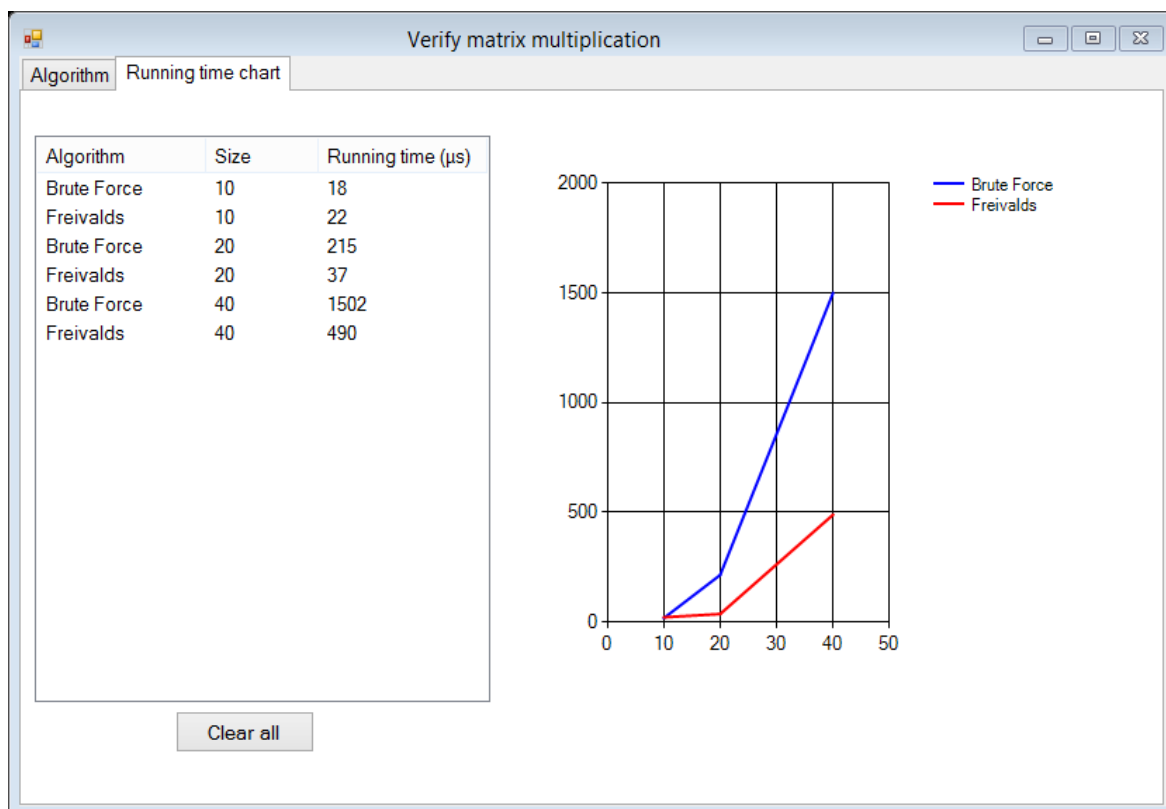 Verify matrix multiplication
Algorithm Running time chart
Algorithm Size Running time (µs)
Brute Force 10 18
Freivalds 10 22
Brute Force 20 215
Freivalds 20 37
Brute Force 40 1502
Freivalds 40 490
Clear all
2000
1500
1000
500
0
0 10 20 30 40 50
Brute Force
Freivalds